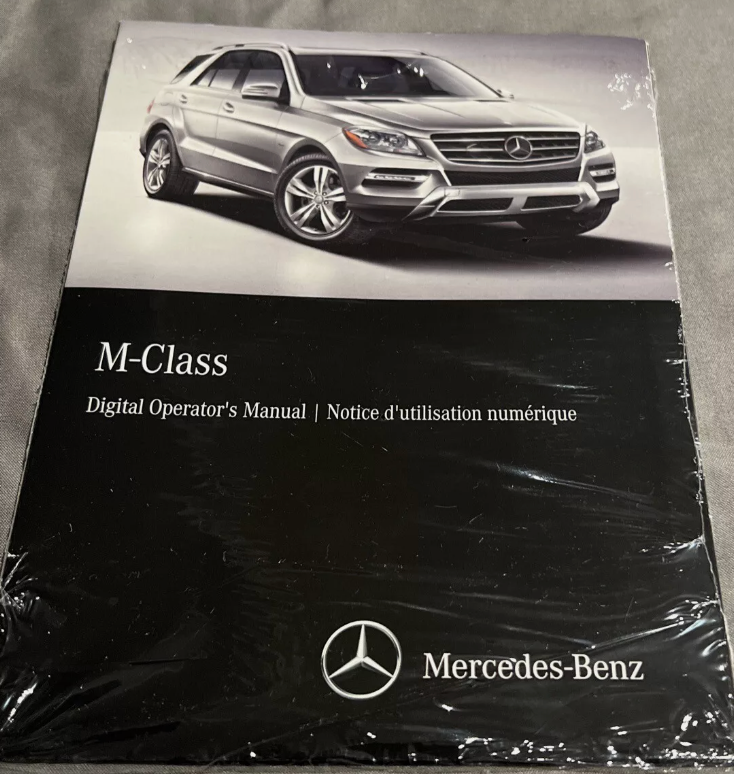 M-Class
Digital Operator's Manual | Notice d'utilisation numérique
Mercedes-Benz